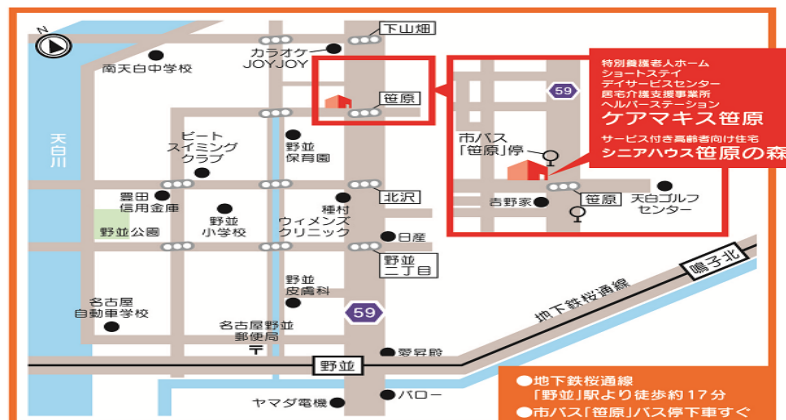 N
下山畑
カラオケ
JOYJOY
南天白中学校
笹原
天白川
ビート
スイミング
クラブ
野並
保育園
豊田
信用金庫
野並
小学校
種村
ウィメンズ
クリニック
北沢
野並公園
日産
野並
二丁目
野並
皮膚科
59
名古屋
自動車学校
名古屋野並
郵便局
〒
愛昇殿
野並
ヤマダ電機
バロー
地下鉄桜通線
鳴子北
59
市バス
「笹原」停
吉野家
笹原
天白ゴルフ
センター
特別養護老人ホーム
ショートステイ
デイサービスセンター
居宅介護支援事業所
ヘルパーステーション
ケアマキス笹原
サービス付き高齢者向け住宅
シニアハウス笹原の森
●地下鉄桜通線
「野並」駅より徒歩約17分
●市バス「笹原」バス停下車すぐ